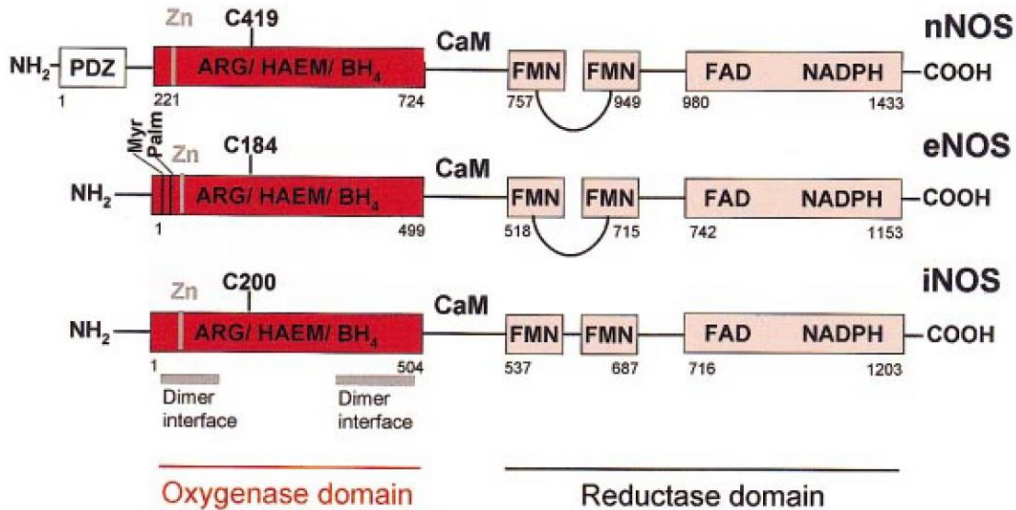 Zn C419 CaM nNOS
NH2 PDZ ARG/ HAEM/ BH4 FMN FMN FAD NADPH COOH
1 221 724 757 949 980 1433
Myr Palm Zn C184 CaM eNOS
NH2 ARG/ HAEM/ BH4 FMN FMN FAD NADPH COOH
1 499 518 715 742 1153
Zn C200 CaM iNOS
NH2 ARG/ HAEM/ BH4 FMN FMN FAD NADPH COOH
1 504 537 687 716 1203
Dimer interface
Dimer interface
Oxygenase domain Reductase domain